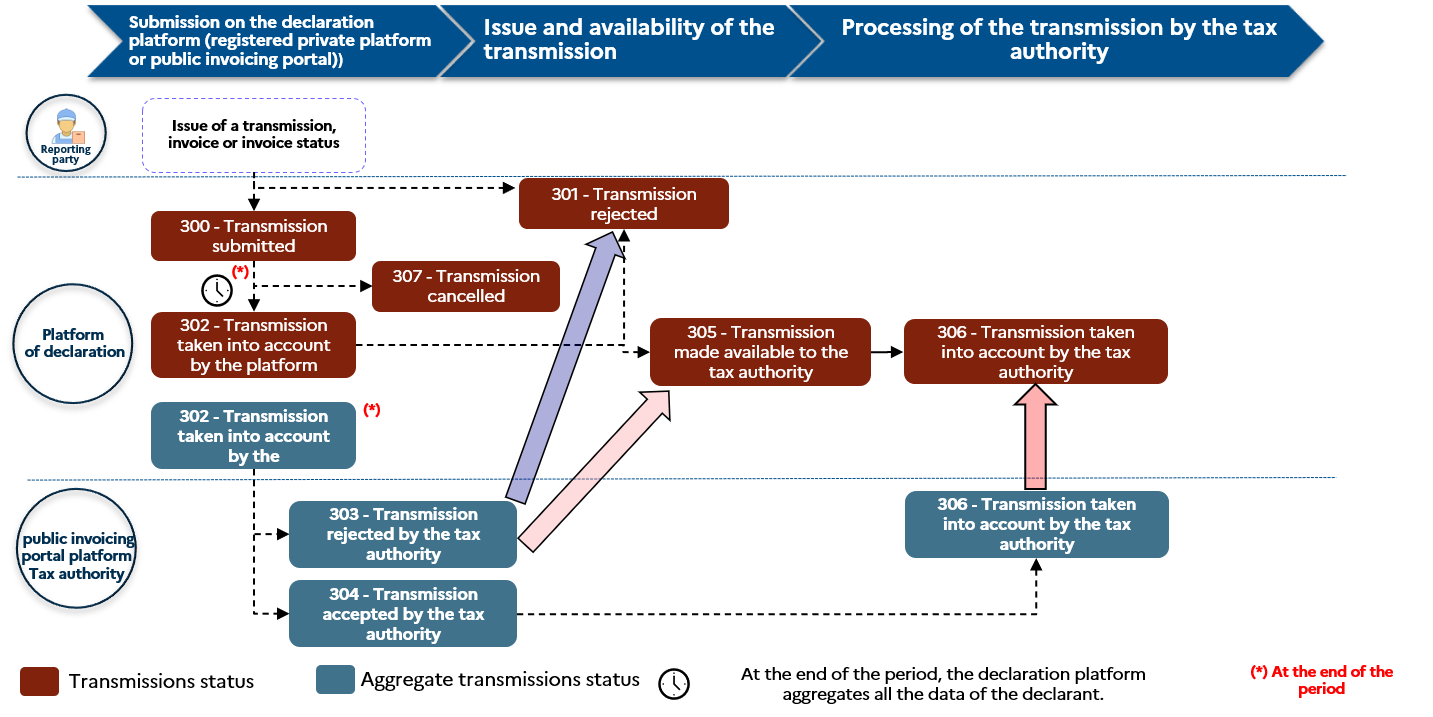 Submission on the declaration
platform (registered private platform
or public invoicing portal))
Issue and availability of the
transmission
Processing of the transmission by the tax
authority
Reporting
party
Issue of a transmission,
invoice or invoice status
301 - Transmission
rejected
300 - Transmission
submitted
(*)
307 - Transmission
cancelled
Platform
of declaration
302 - Transmission
taken into account
by the platform
305 - Transmission
made available to the
tax authority
306 - Transmission taken
into account by the tax
authority
302 - Transmission
taken into account
by the
(*)
public invoicing
portal platform
Tax authority
303 - Transmission
rejected by the tax
authority
306 - Transmission taken
into account by the tax
authority
304 - Transmission
accepted by the tax
authority
Transmissions status
Aggregate transmissions status
At the end of the period, the declaration platform
aggregates all the data of the declarant.
(*) At the end of the
period